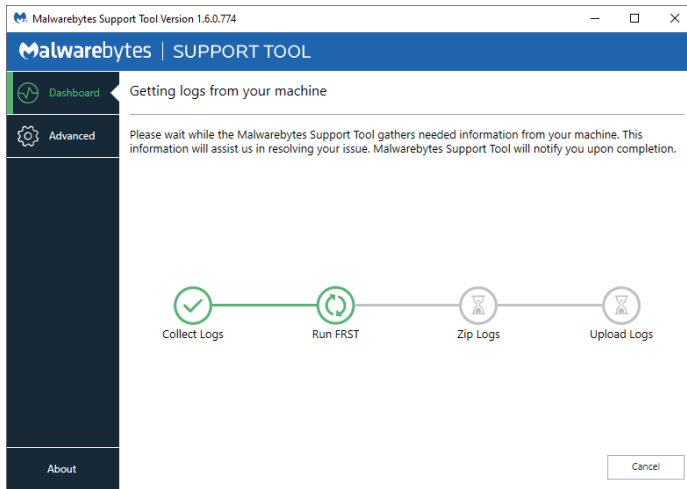 Malwarebytes Support Tool Version 1.6.0.774
Malwarebytes | SUPPORT TOOL
Dashboard
Getting logs from your machine
Advanced
Please wait while the Malwarebytes Support Tool gathers needed information from your machine. This
information will assist us in resolving your issue. Malwarebytes Support Tool will notify you upon completion.
Collect Logs
Run FRST
Zip Logs
Upload Logs
About
Cancel